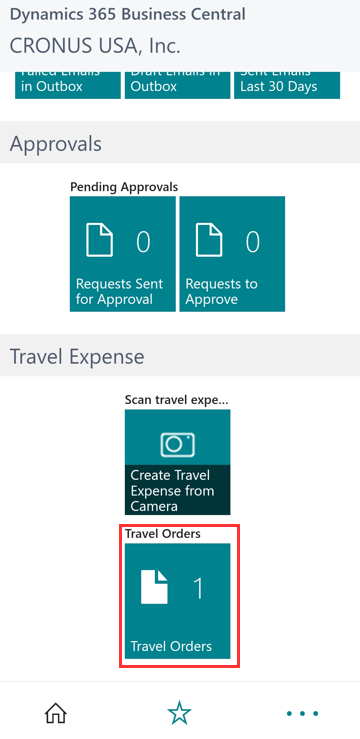 Dynamics 365 Business Central
CRONUS USA, Inc.
Failed Emails
in Outbox
Draft Emails in
Outbox
Sent Emails
Last 30 Days
Approvals
Pending Approvals
0
Requests Sent
for Approval
0
Requests to
Approve
Travel Expense
Scan travel expe...
Create Travel
Expense from
Camera
Travel Orders
1
Travel Orders